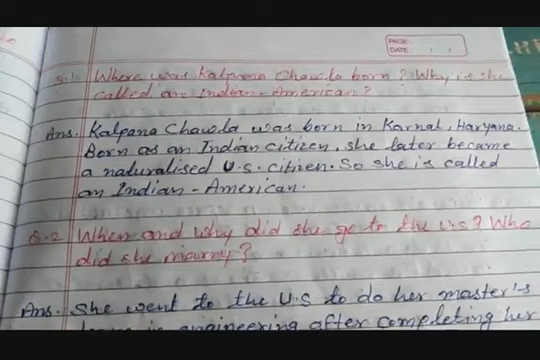 PAGE:
DATE: / /
Q.1 Where was Kalpana Chawla born? Why is she
called an Indian-American?
Ans. Kalpana Chawla was born in Karnal, Haryana.
Born as an Indian citizen, she later became
a naturalised U.S. citizen. So she is called
an Indian-American.
Q.2 When and why did she go to the U.S? Who
did she marry?
Ans. She went to the U.S to do her master's
in engineering after completing her